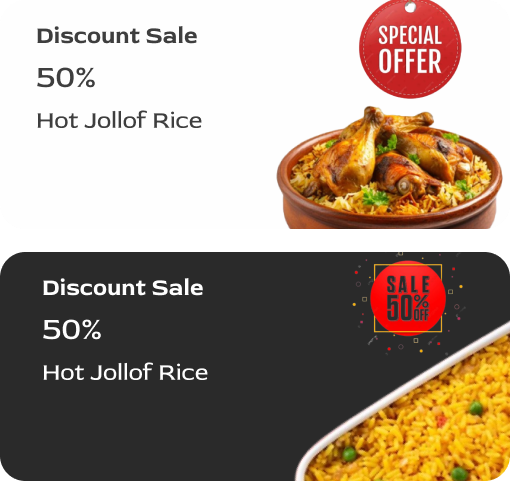 Discount Sale
50%
Hot Jollof Rice
SPECIAL
OFFER
Discount Sale
50%
Hot Jollof Rice
SALE
50% OFF